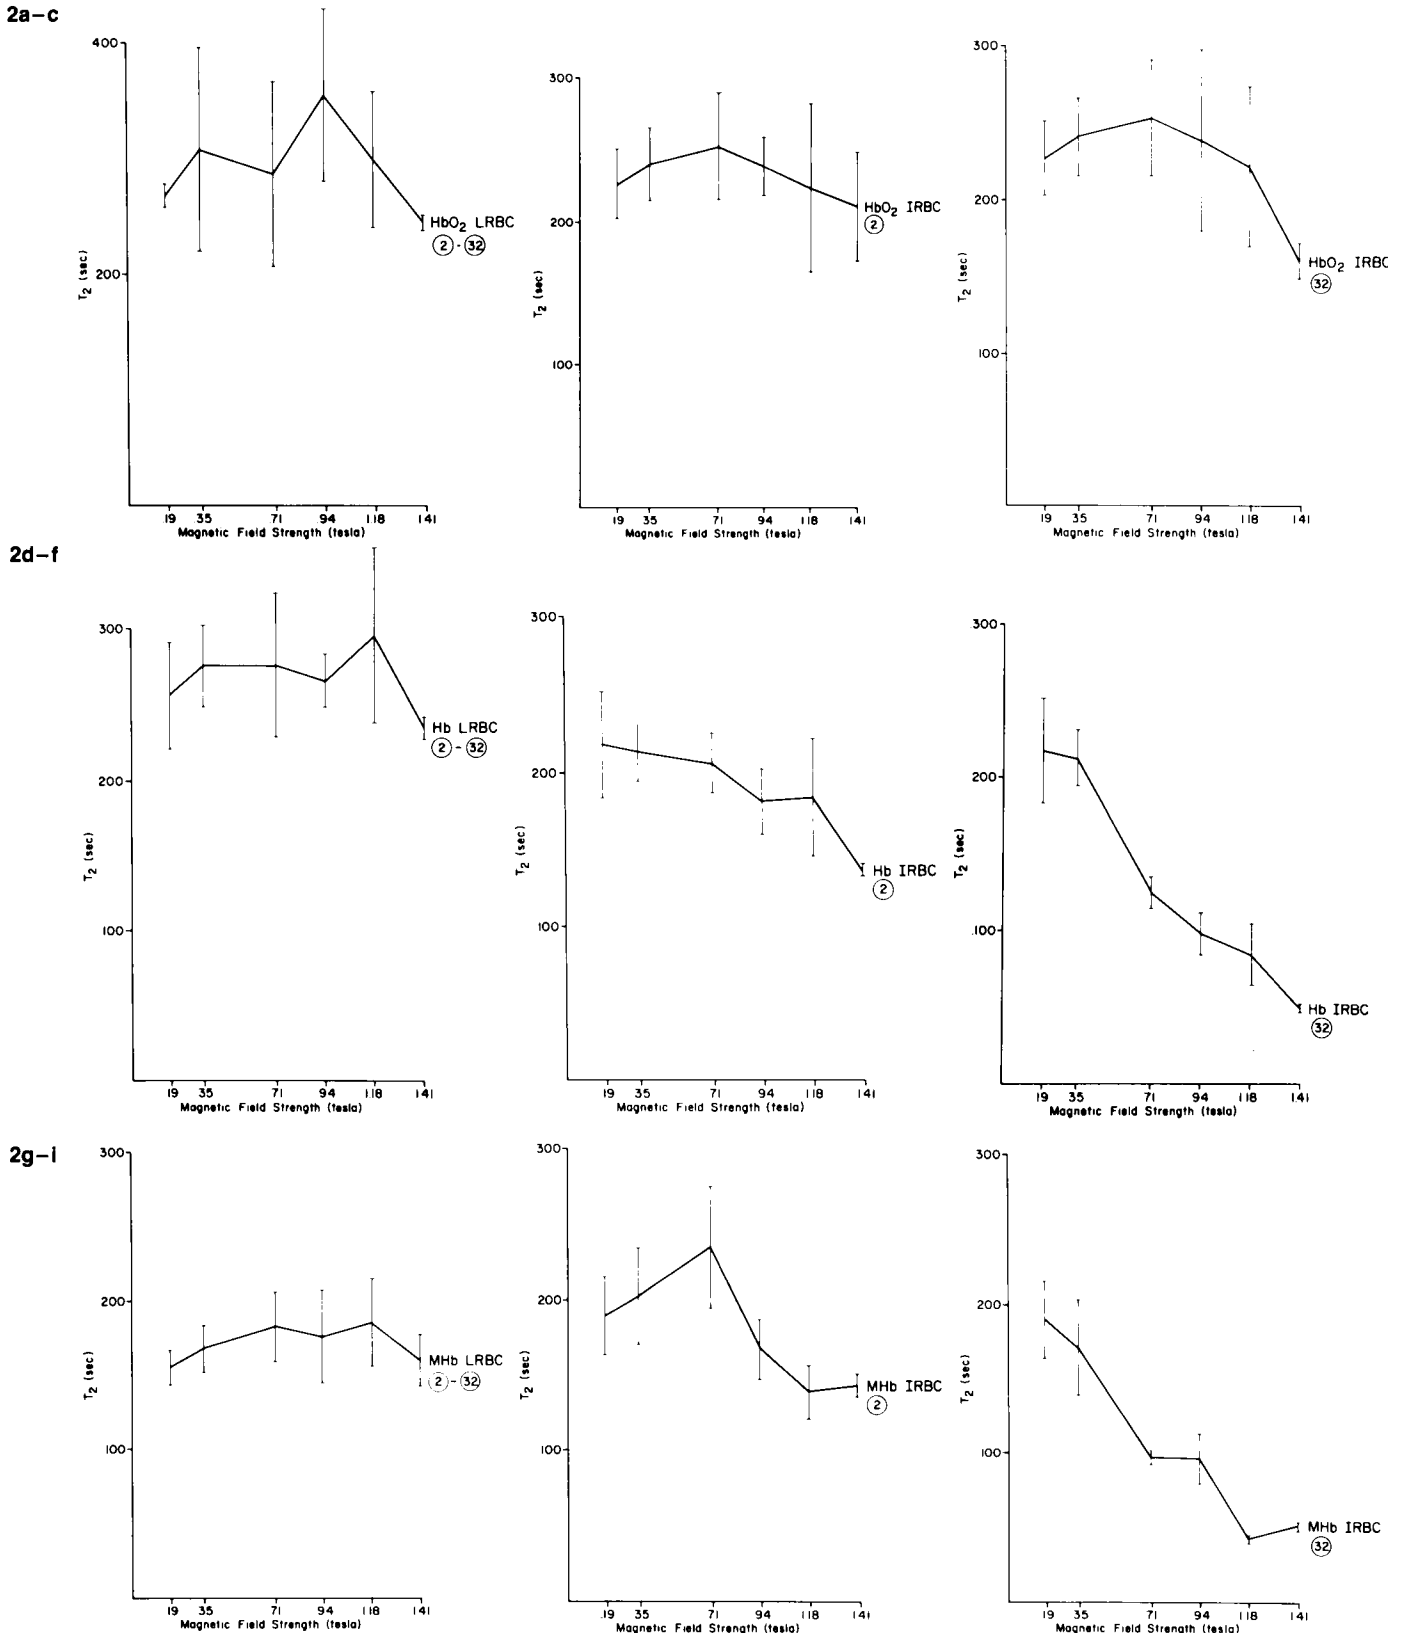 2a–c
400
200
T2 (sec)
HbO2 LRBC
2 - 32
19 35 71 94 118 141
Magnetic Field Strength (tesla)
300
200
100
T2 (sec)
HbO2 IRBC
2
19 35 71 94 118 141
Magnetic Field Strength (tesla)
300
200
100
T2 (sec)
HbO2 IRBC
32
19 35 71 94 118 141
Magnetic Field Strength (tesla)
2d–f
300
200
100
T2 (sec)
Hb LRBC
2 - 32
19 35 71 94 118 141
Magnetic Field Strength (tesla)
300
200
100
T2 (sec)
Hb IRBC
2
19 35 71 94 118 141
Magnetic Field Strength (tesla)
300
200
100
T2 (sec)
Hb IRBC
32
19 35 71 94 118 141
Magnetic Field Strength (tesla)
2g–i
300
200
100
T2 (sec)
MHb LRBC
2 - 32
19 35 71 94 118 141
Magnetic Field Strength (tesla)
300
200
100
T2 (sec)
MHb IRBC
2
19 35 71 94 118 141
Magnetic Field Strength (tesla)
300
200
100
T2 (sec)
MHb IRBC
32
19 35 71 94 118 141
Magnetic Field Strength (tesla)